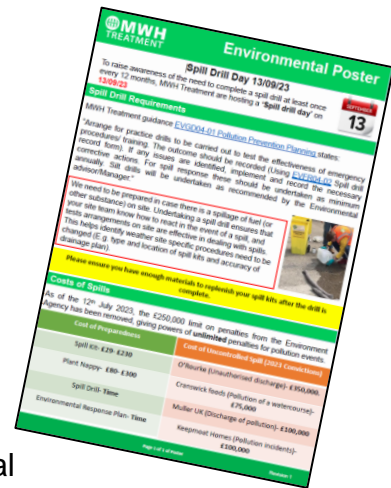 MWH
TREATMENT
Environmental Poster
Spill Drill Day 13/09/23
To raise awareness of the need to complete a spill drill at least once
every 12 months, MWH Treatment are hosting a 'Spill drill day' on
13/09/23
SEPTEMBER
13
Spill Drill Requirements
MWH Treatment guidance EVGD04-01 Pollution Prevention Planning states:
"Arrange for practice drills to be carried out to test the effectiveness of emergency
procedures/ training. The outcome should be recorded (Using EVFR04-02 Spill drill
record form). If any issues are identified, implement and record the necessary
corrective actions. For spill response these should be undertaken as minimum
annually. Silt drills will be undertaken as recommended by the Environmental
advisor/Manager."
We need to be prepared in case there is a spillage of fuel (or
other substance) on site. Undertaking a spill drill ensures that
your site team know how to react in the event of a spill, and
tests arrangements on site are effective in dealing with spills.
This helps identify weather site specific procedures need to be
changed (E.g. type and location of spill kits and accuracy of
drainage plan).
Please ensure you have enough materials to replenish your spill kits after the drill is
complete.
Costs of Spills
As of the 12th July 2023, the £250,000 limit on penalties from the Environment
Agency has been removed, giving powers of unlimited penalties for pollution events.
Cost of Preparedness
Cost of Uncontrolled Spill (2023 Convictions)
Spill Kit- £29- £230
O'Rourke (Unauthorised discharge)- £350,000.
Plant Nappy- £80- £300
Cranswick foods (Pollution of a watercourse)-
£75,000
Spill Drill- Time
Muller UK (Discharge of pollution)- £100,000
Environmental Response Plan- Time
Keepmoat Homes (Pollution incidents)-
£100,000
Page 1 of 1 of Poster
Revision 1
al